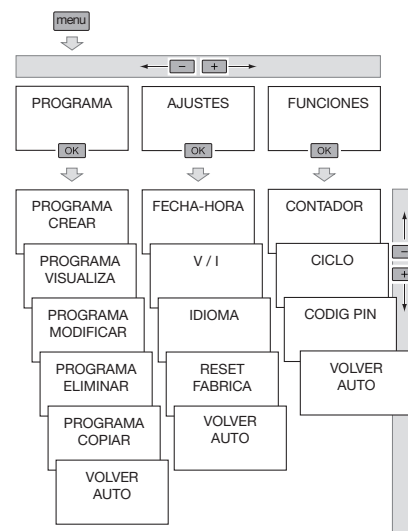 menu
− +
PROGRAMA
AJUSTES
FUNCIONES
OK
OK
OK
PROGRAMA
CREAR
PROGRAMA
VISUALIZA
PROGRAMA
MODIFICAR
PROGRAMA
ELIMINAR
PROGRAMA
COPIAR
VOLVER
AUTO
FECHA-HORA
V / I
IDIOMA
RESET
FABRICA
VOLVER
AUTO
CONTADOR
CICLO
CODIG PIN
VOLVER
AUTO
−
+